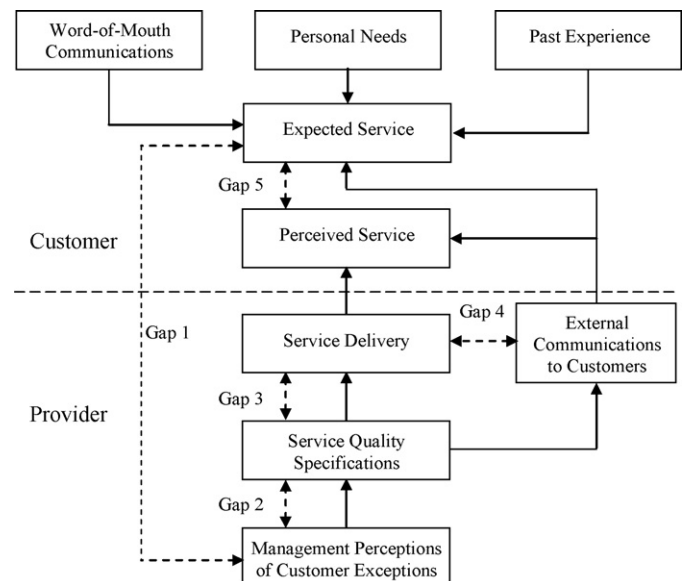 Word-of-Mouth
Communications
Personal Needs
Past Experience
Expected Service
Gap 5
Customer
Perceived Service
Gap 1
Gap 4
Service Delivery
External
Communications
to Customers
Gap 3
Provider
Service Quality
Specifications
Gap 2
Management Perceptions
of Customer Exceptions